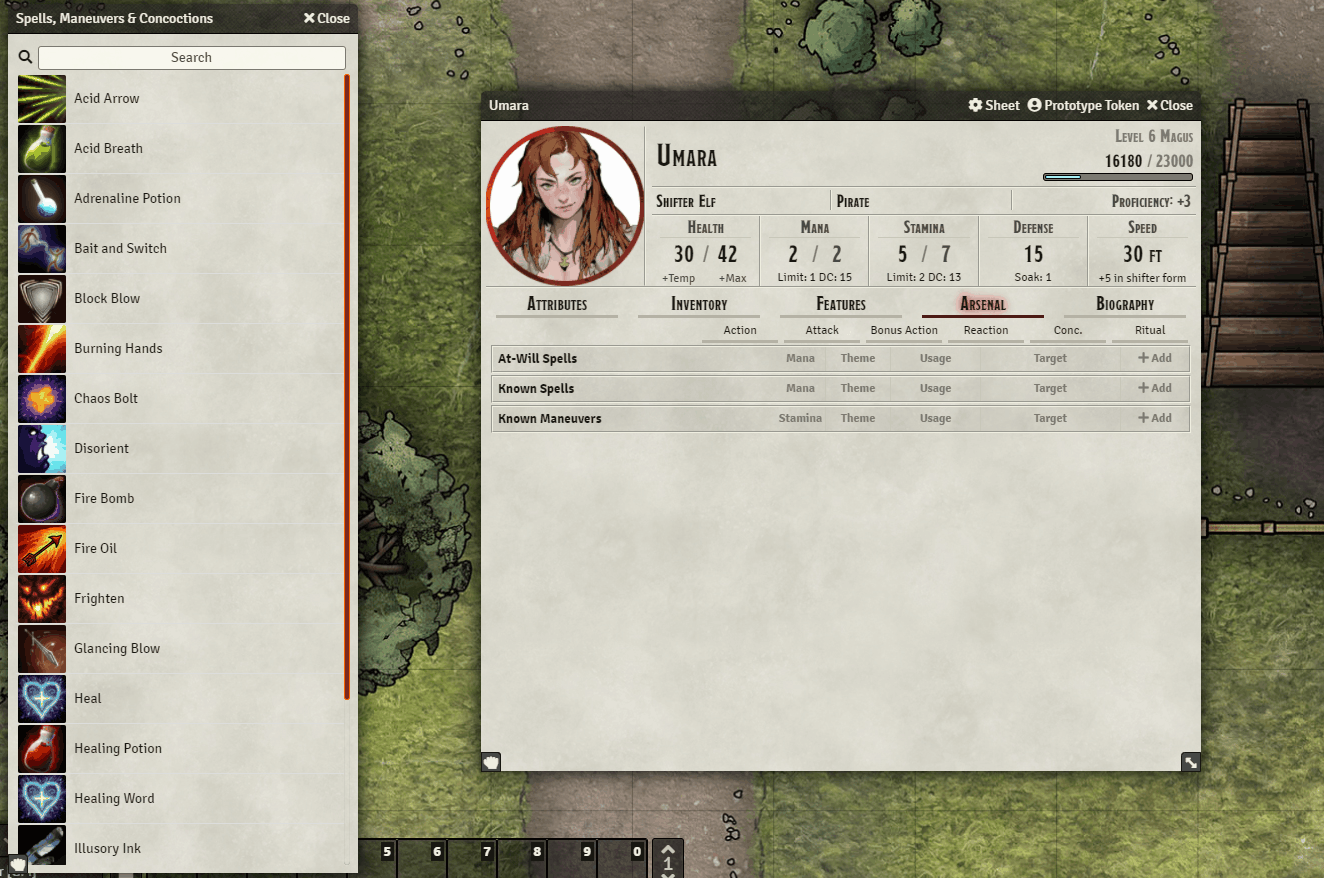 Spells, Maneuvers & Concoctions
Close
Search
Acid Arrow
Acid Breath
Adrenaline Potion
Bait and Switch
Block Blow
Burning Hands
Chaos Bolt
Disorient
Fire Bomb
Fire Oil
Frighten
Glancing Blow
Heal
Healing Potion
Healing Word
Illusory Ink
Umara
Sheet
Prototype Token
Close
Umara
Level 6 Magus
16180 / 23000
Shifter Elf
Pirate
Proficiency: +3
Health Mana Stamina Defense Speed
30 / 42 2 / 2 5 / 7 15 30 ft
+Temp +Max Limit: 1 DC: 15 Limit: 2 DC: 13 Soak: 1 +5 in shifter form
Attributes Inventory Features Arsenal Biography
Action Attack Bonus Action Reaction Conc. Ritual
At-Will Spells Mana Theme Usage Target Add
Known Spells Mana Theme Usage Target Add
Known Maneuvers Stamina Theme Usage Target Add
5 6 7 8 9 0 1